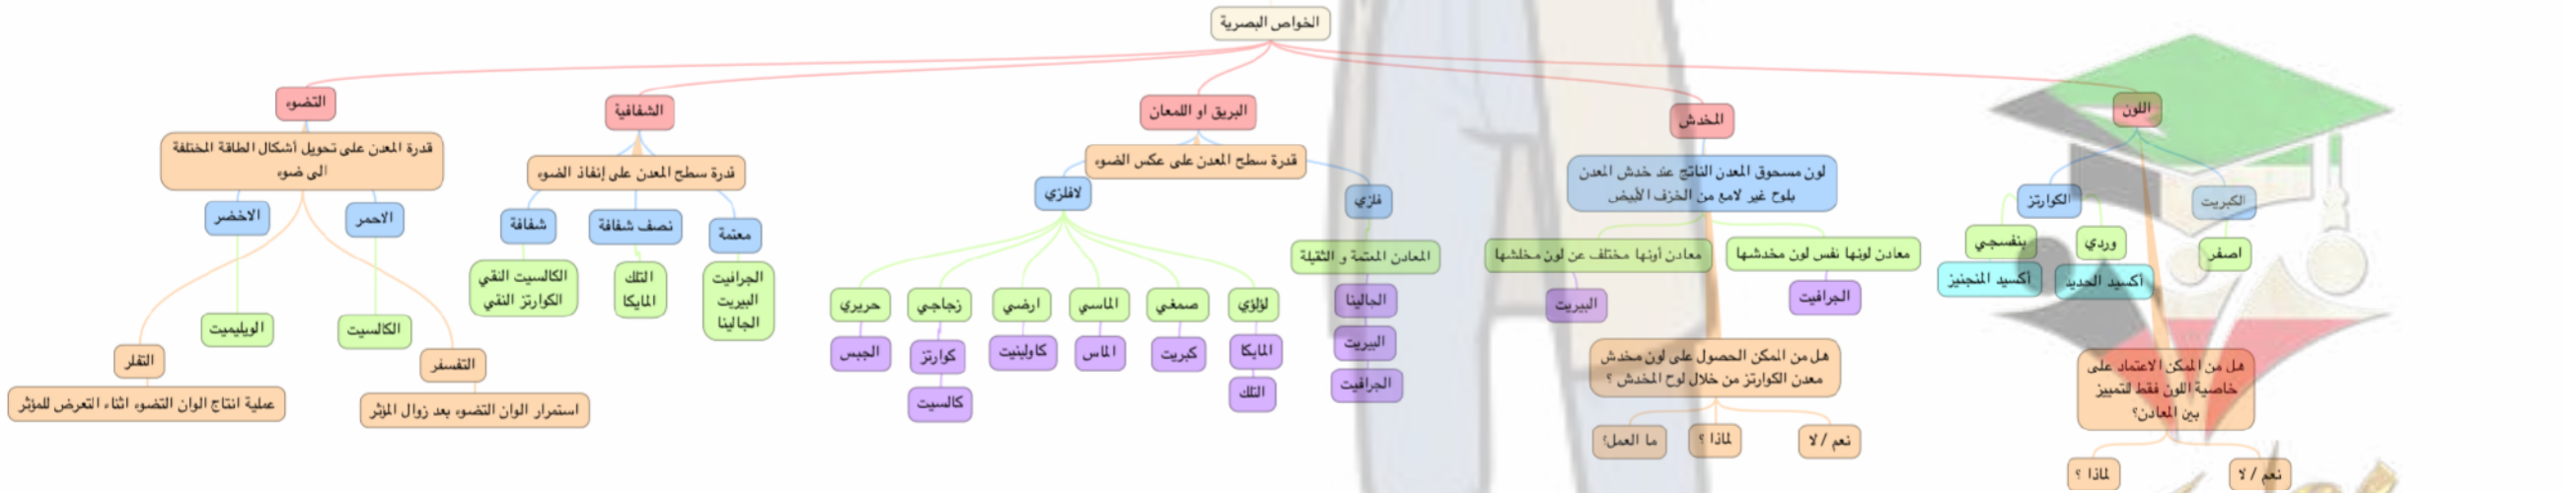 الخواص البصرية
اللون
الكبريت
اصفر
الكوارتز
وردي
أكسيد الحديد
بنفسجي
أكسيد المنجنيز
هل من الممكن الاعتماد على
خاصية اللون فقط للتمييز
بين المعادن؟
نعم / لا
لماذا ؟
المخدش
لون مسحوق المعدن الناتج عند خدش المعدن
بلوح غير لامع من الخزف الأبيض
معادن لونها نفس لون مخدشها
الجرافيت
معادن أونها مختلف عن لون مخلشها
البيريت
هل من الممكن الحصول على لون مخدش
معدن الكوارتز من خلال لوح المخدش ؟
نعم / لا
لماذا ؟
ما العمل؟
البريق او اللمعان
قدرة سطح المعدن على عكس الضوء
فلزي
المعادن المعتمة و الثقيلة
الجالينا
البيريت
الجرافيت
لافلزي
لؤلؤي
المايكا
التلك
صمغي
كبريت
الماسي
الماس
ارضي
كاولينيت
زجاجي
كوارتز
كالسيت
حريري
الجبس
الشفافية
قدرة سطح المعدن على إنفاذ الضوء
معتمة
الجرافيت
البيريت
الجالينا
نصف شفافة
التلك
المايكا
شفافة
الكالسيت النقي
الكوارتز النقي
التضوء
قدرة المعدن على تحويل أشكال الطاقة المختلفة
الى ضوء
الاحمر
الكالسيت
الاخضر
الويليميت
التفسفر
استمرار الوان التضوء بعد زوال المؤثر
التفلر
عملية انتاج الوان التضوء اثناء التعرض للمؤثر